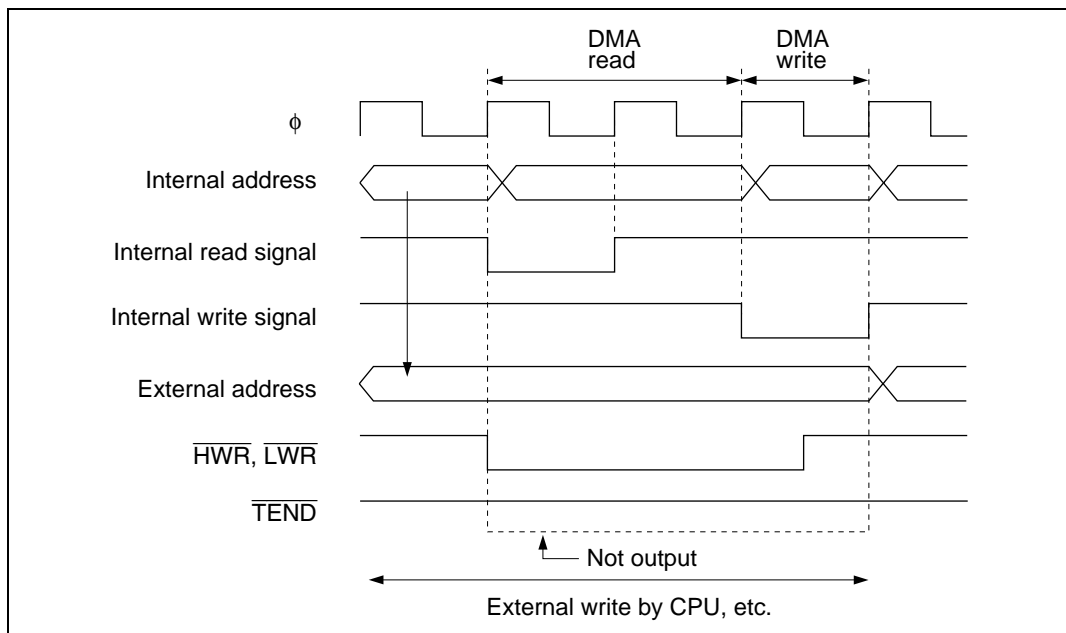 DMA
read
DMA
write
ϕ
Internal address
Internal read signal
Internal write signal
External address
HWR, LWR
TEND
Not output
External write by CPU, etc.